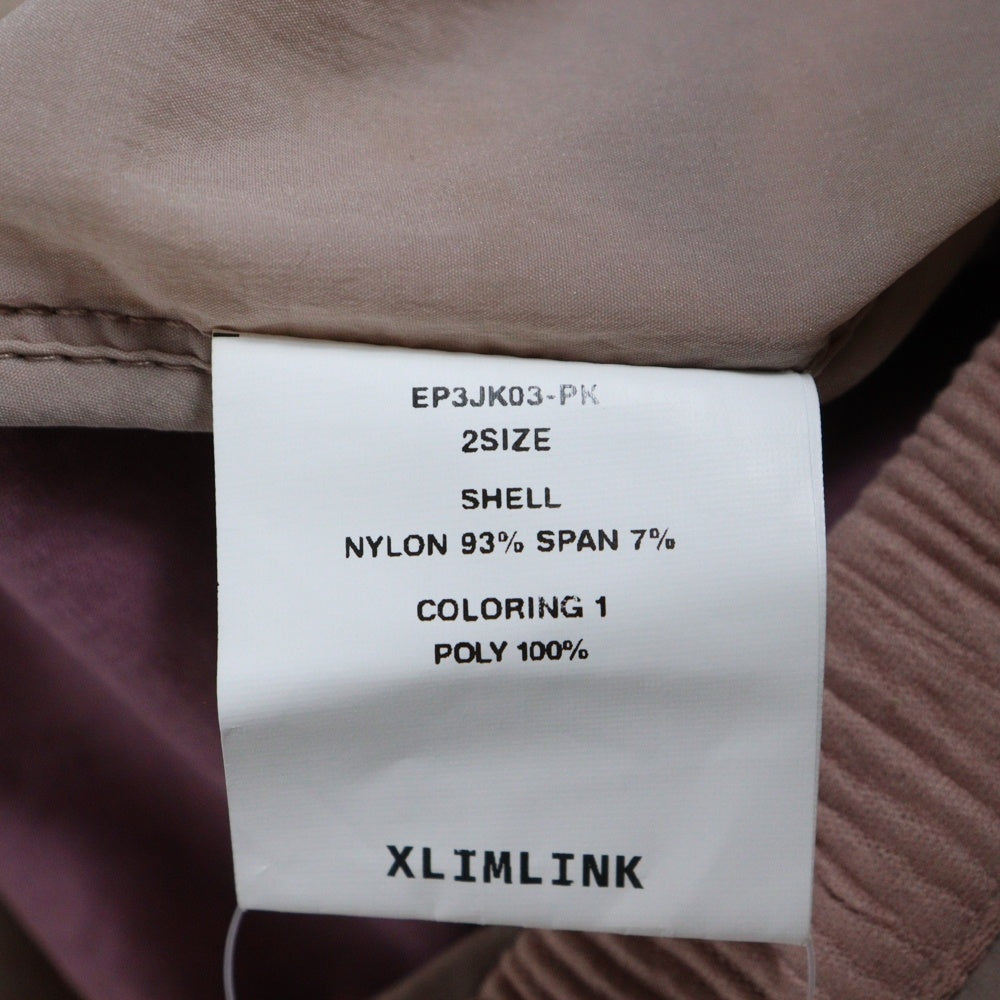 EP3JK03-PK
2SIZE
SHELL
NYLON 93% SPAN 7%
COLORING 1
POLY 100%
XLIMLINK